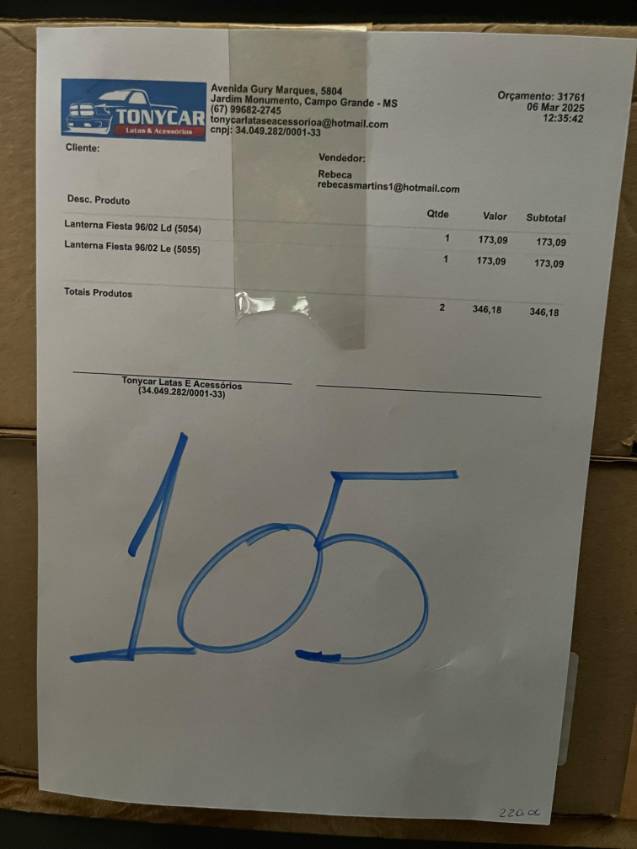 TONYCAR
Latas & Acessórios
Avenida Gury Marques, 5804
Jardim Monumento, Campo Grande - MS
(67) 99682-2745
tonycarlataseacessorioa@hotmail.com
cnpj: 34.049.282/0001-33
Orçamento: 31761
06 Mar 2025
12:35:42
Cliente:
Vendedor:
Rebeca
rebecasmartins1@hotmail.com
Desc. Produto Qtde Valor Subtotal
Lanterna Fiesta 96/02 Ld (5054) 1 173,09 173,09
Lanterna Fiesta 96/02 Le (5055) 1 173,09 173,09
Totais Produtos 2 346,18 346,18
Tonycar Latas E Acessórios
(34.049.282/0001-33)
105